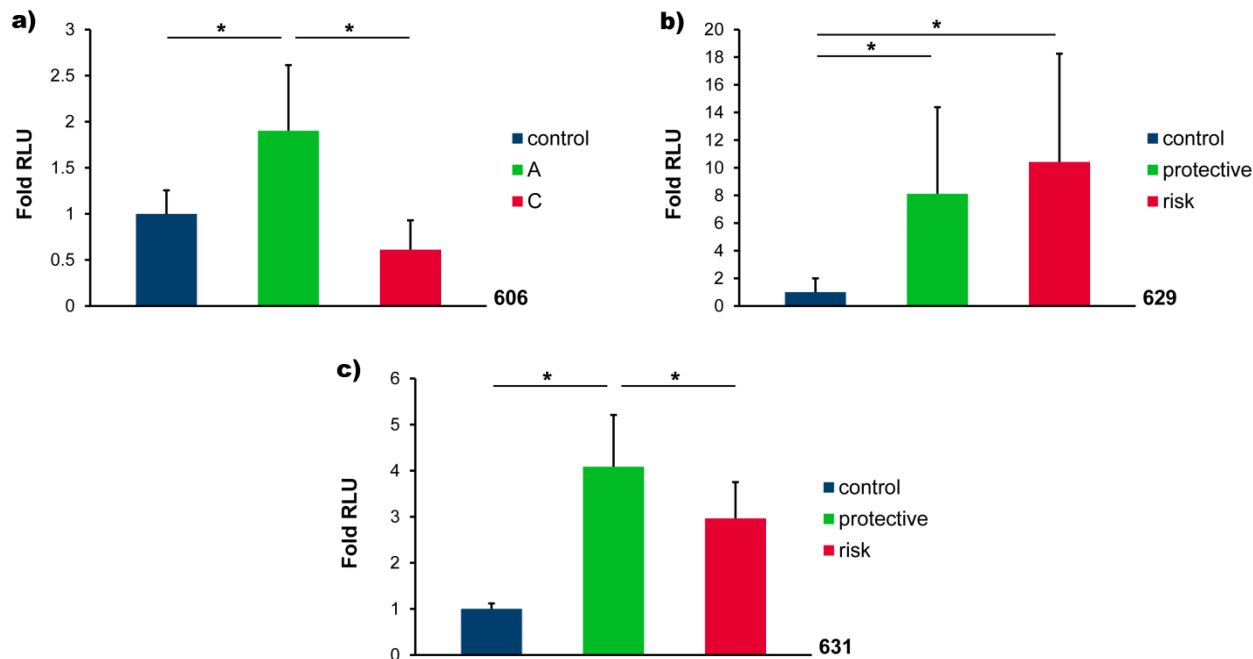 a)
Fold RLU
3
2.5
2
1.5
1
0.5
0
*
*
control
A
C
606
b)
Fold RLU
20
18
16
14
12
10
8
6
4
2
0
*
*
control
protective
risk
629
c)
Fold RLU
6
5
4
3
2
1
0
*
*
control
protective
risk
631